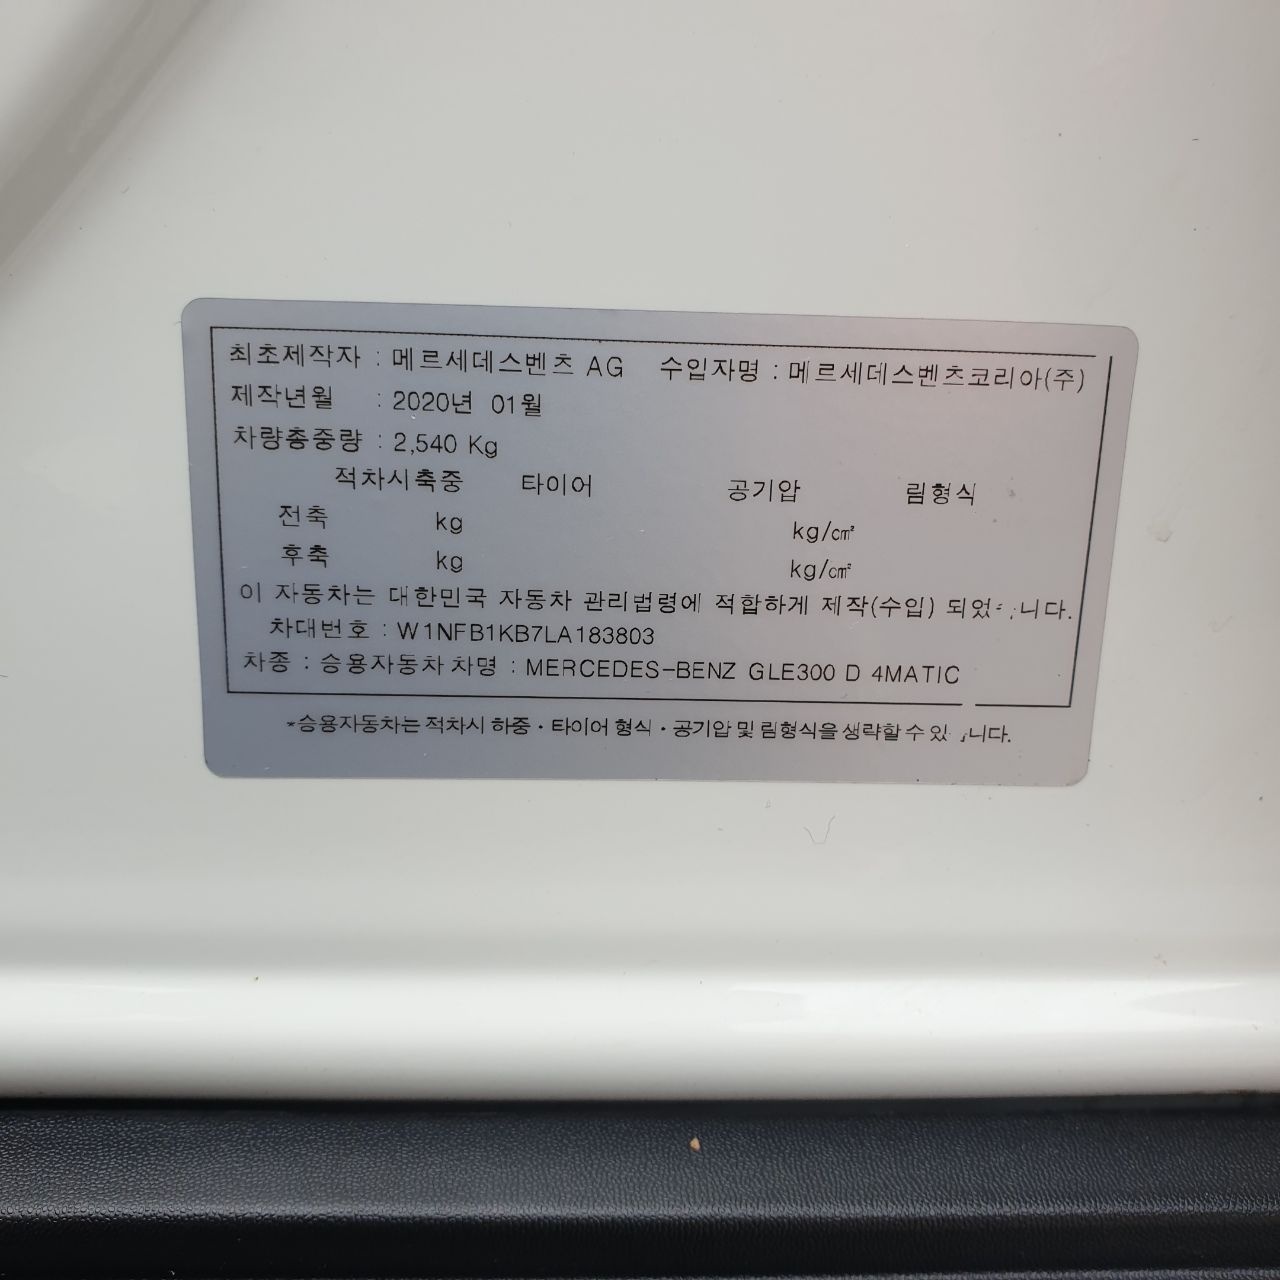 최초제작자 : 메르세데스벤츠 AG 수입자명 : 메르세데스벤츠코리아(주)
제작년월 : 2020년 01월
차량총중량 : 2,540 Kg
적차시축중 타이어 공기압 림형식
전축 kg kg/㎠
후축 kg kg/㎠
이 자동차는 대한민국 자동차 관리법령에 적합하게 제작(수입) 되었습니다.
차대번호 : W1NFB1KB7LA183803
차종 : 승용자동차 차명 : MERCEDES-BENZ GLE300 D 4MATIC
*승용자동차는 적차시 하중·타이어 형식·공기압 및 림형식을 생략할 수 있습니다.